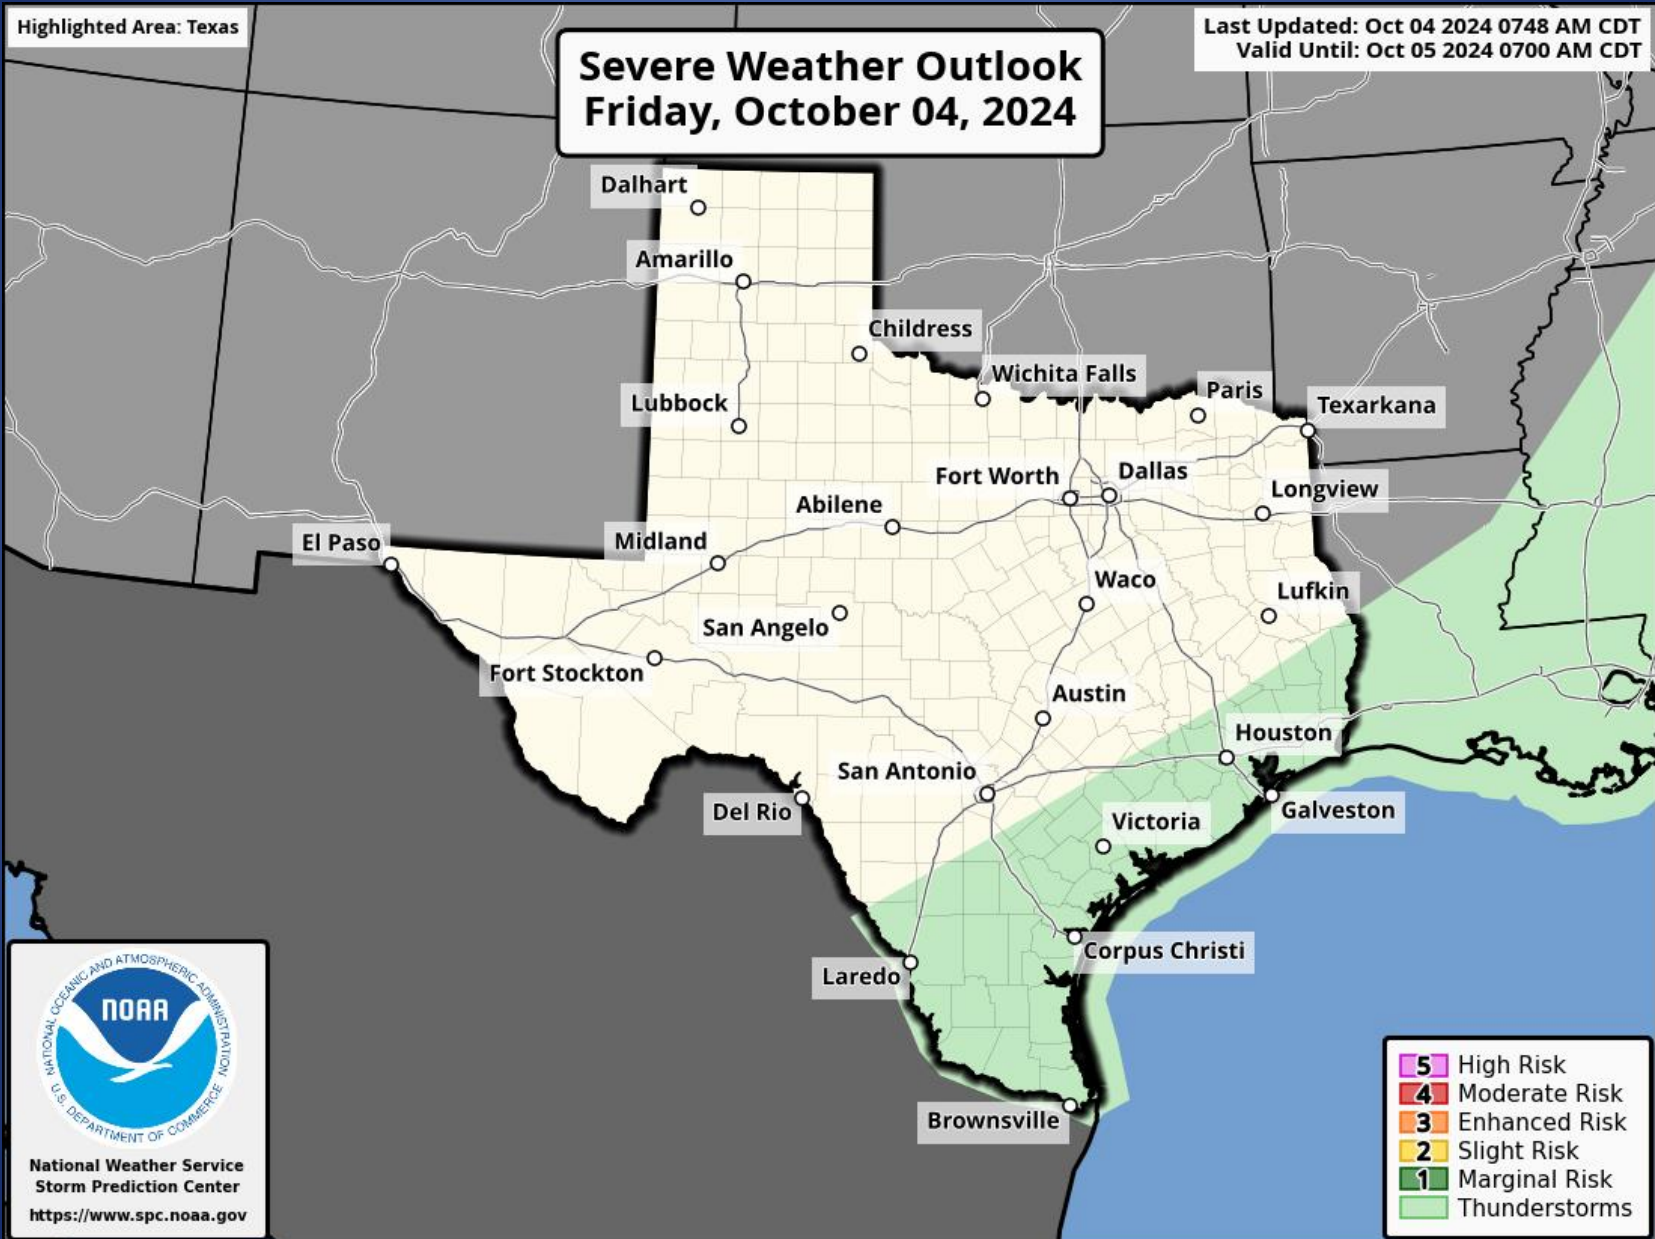 Highlighted Area: Texas
Severe Weather Outlook
Friday, October 04, 2024
Last Updated: Oct 04 2024 0748 AM CDT
Valid Until: Oct 05 2024 0700 AM CDT
Dalhart
Amarillo
Childress
Wichita Falls
Paris
Texarkana
Lubbock
Fort Worth
Dallas
Longview
Abilene
El Paso
Midland
Waco
Lufkin
San Angelo
Fort Stockton
Austin
Houston
San Antonio
Del Rio
Galveston
Victoria
Corpus Christi
Laredo
Brownsville
NATIONAL OCEANIC AND ATMOSPHERIC ADMINISTRATION
NOAA
U.S. DEPARTMENT OF COMMERCE
National Weather Service
Storm Prediction Center
https://www.spc.noaa.gov
5 High Risk
4 Moderate Risk
3 Enhanced Risk
2 Slight Risk
1 Marginal Risk
Thunderstorms